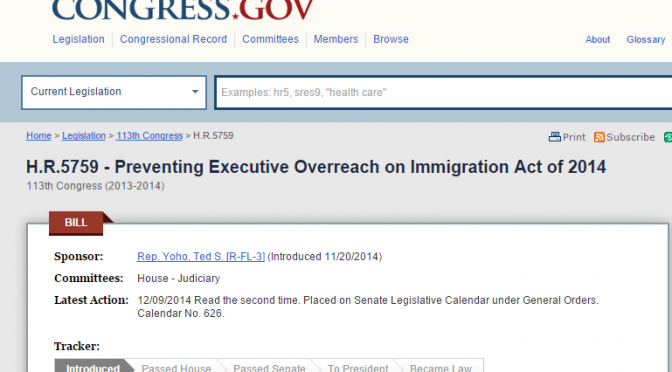 CONGRESS.GOV
Legislation Congressional Record Committees Members Browse About Glossary
Current Legislation Examples: hr5, sres9, "health care"
Home > Legislation > 113th Congress > H.R.5759 Print Subscribe
H.R.5759 - Preventing Executive Overreach on Immigration Act of 2014
113th Congress (2013-2014)
BILL
Sponsor: Rep. Yoho, Ted S. [R-FL-3] (Introduced 11/20/2014)
Committees: House - Judiciary
Latest Action: 12/09/2014 Read the second time. Placed on Senate Legislative Calendar under General Orders.
Calendar No. 626.
Tracker:
Introduced Passed House Passed Senate To President Became Law